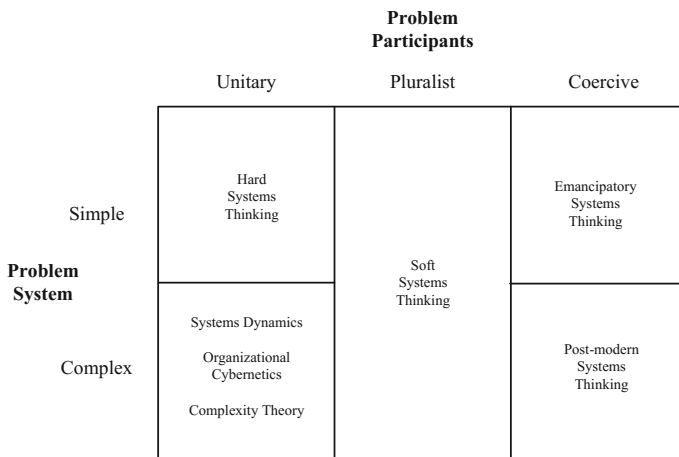 Problem
Participants
Unitary
Pluralist
Coercive
Simple
Hard
Systems
Thinking
Emancipatory
Systems
Thinking
Problem
System
Soft
Systems
Thinking
Complex
Systems Dynamics
Organizational
Cybernetics
Complexity Theory
Post-modern
Systems
Thinking